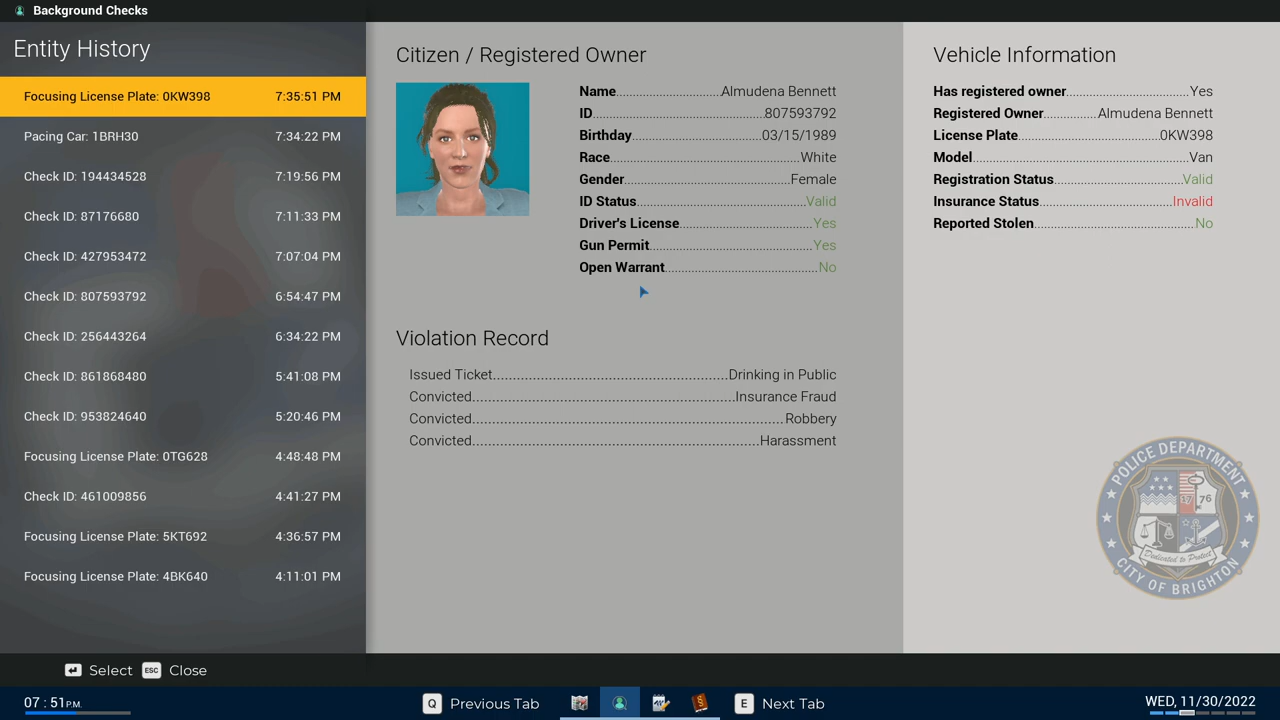 Background Checks
Entity History
Focusing License Plate: 0KW398 7:35:51 PM
Pacing Car: 1BRH30 7:34:22 PM
Check ID: 194434528 7:19:56 PM
Check ID: 87176680 7:11:33 PM
Check ID: 427953472 7:07:04 PM
Check ID: 807593792 6:54:47 PM
Check ID: 256443264 6:34:22 PM
Check ID: 861868480 5:41:08 PM
Check ID: 953824640 5:20:46 PM
Focusing License Plate: 0TG628 4:48:48 PM
Check ID: 461009856 4:41:27 PM
Focusing License Plate: 5KT692 4:36:57 PM
Focusing License Plate: 4BK640 4:11:01 PM
Citizen / Registered Owner
Name Almudena Bennett
ID 807593792
Birthday 03/15/1989
Race White
Gender Female
ID Status Valid
Driver's License Yes
Gun Permit Yes
Open Warrant No
Violation Record
Issued Ticket Drinking in Public
Convicted Insurance Fraud
Convicted Robbery
Convicted Harassment
Vehicle Information
Has registered owner Yes
Registered Owner Almudena Bennett
License Plate 0KW398
Model Van
Registration Status Valid
Insurance Status Invalid
Reported Stolen No
POLICE DEPARTMENT
17 76
Dedicated to Protect
CITY OF BRIGHTON
Select ESC Close
07 : 51 P.M.
Q Previous Tab E Next Tab
WED, 11/30/2022